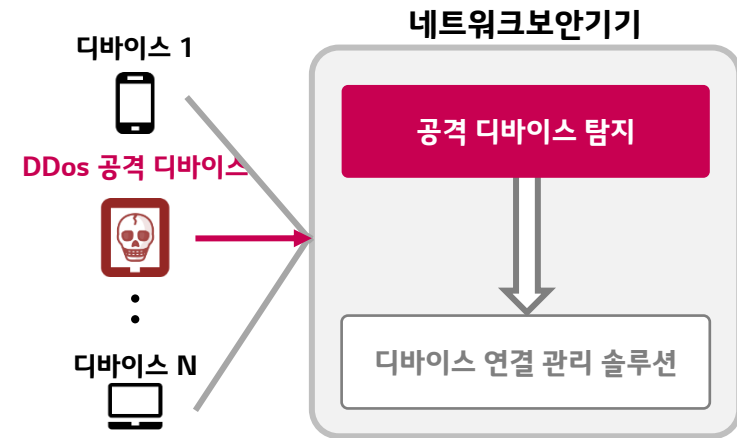 네트워크보안기기
디바이스 1
공격 디바이스 탐지
DDos 공격 디바이스
디바이스 N
디바이스 연결 관리 솔루션